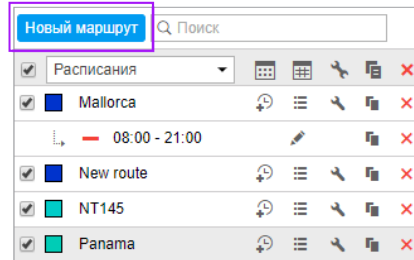 Новый маршрут Поиск
Расписания
Mallorca
08:00 - 21:00
New route
NT145
Panama